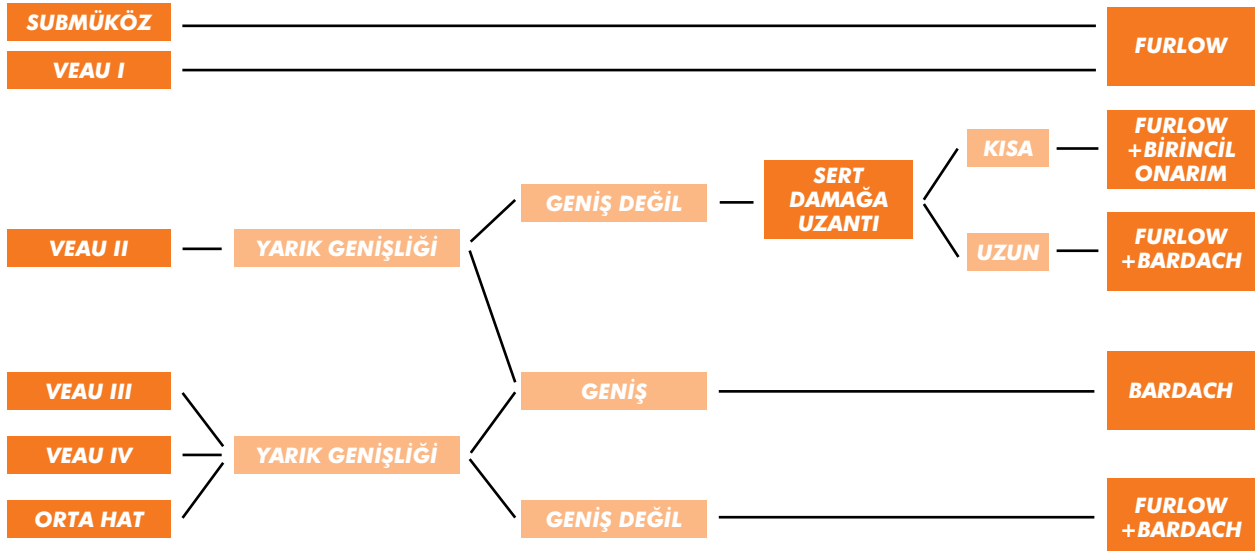 SUBMÜKÖZ
VEAU I
FURLOW
VEAU II
YARIK GENİŞLİĞİ
GENİŞ DEĞİL
SERT
DAMAĞA
UZANTI
KISA
FURLOW
+BİRİNCİL
ONARIM
UZUN
FURLOW
+BARDACH
VEAU III
VEAU IV
ORTA HAT
YARIK GENİŞLİĞİ
GENİŞ
BARDACH
GENİŞ DEĞİL
FURLOW
+BARDACH